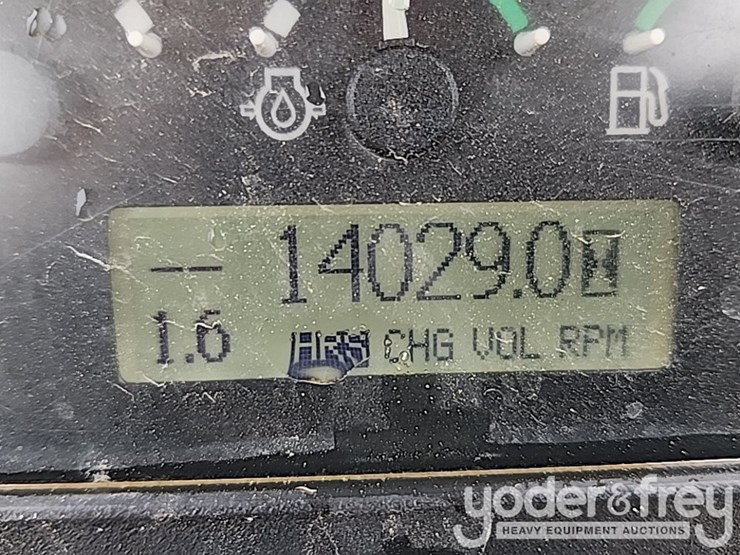 14029.0
1.6 CHG VOL RPM
yoder&frey
HEAVY EQUIPMENT AUCTIONS